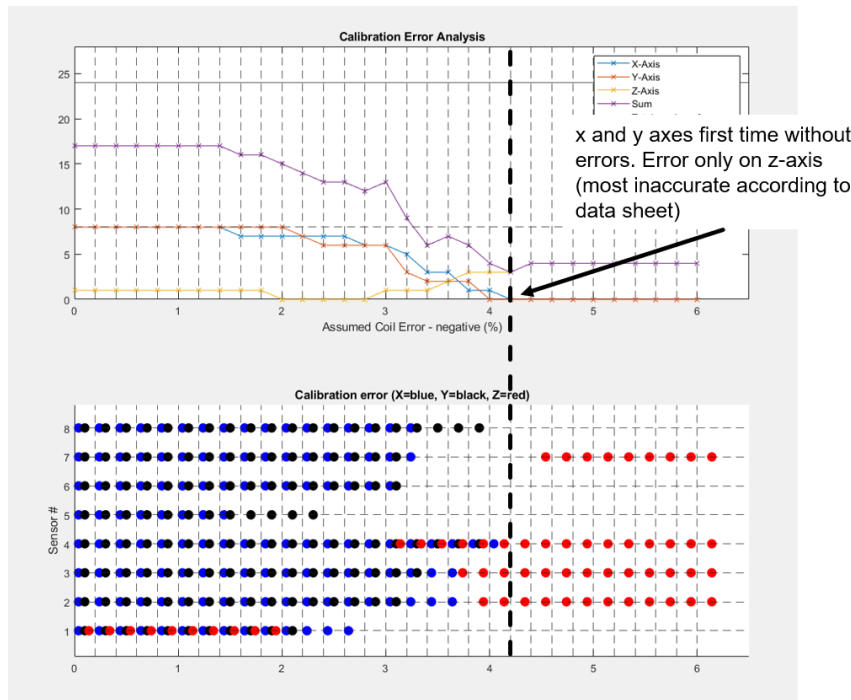 Calibration Error Analysis
25
20
15
10
5
0
X-Axis
Y-Axis
Z-Axis
Sum
x and y axes first time without
errors. Error only on z-axis
(most inaccurate according to
data sheet)
0 1 2 3 4 5 6
Assumed Coil Error - negative (%)
Calibration error (X=blue, Y=black, Z=red)
Sensor #
8
7
6
5
4
3
2
1
0 1 2 3 4 5 6